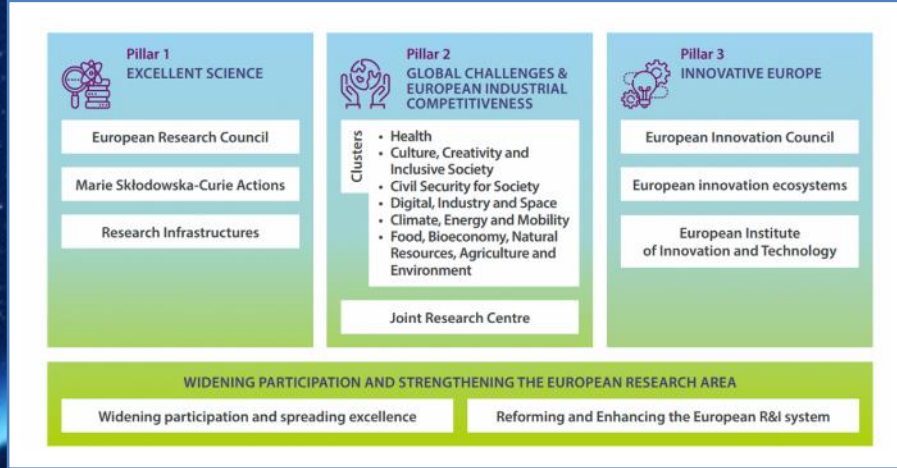 Pillar 1
EXCELLENT SCIENCE
European Research Council
Marie Skłodowska-Curie Actions
Research Infrastructures
Pillar 2
GLOBAL CHALLENGES &
EUROPEAN INDUSTRIAL
COMPETITIVENESS
Clusters
• Health
• Culture, Creativity and
Inclusive Society
• Civil Security for Society
• Digital, Industry and Space
• Climate, Energy and Mobility
• Food, Bioeconomy, Natural
Resources, Agriculture and
Environment
Joint Research Centre
Pillar 3
INNOVATIVE EUROPE
European Innovation Council
European innovation ecosystems
European Institute
of Innovation and Technology
WIDENING PARTICIPATION AND STRENGTHENING THE EUROPEAN RESEARCH AREA
Widening participation and spreading excellence
Reforming and Enhancing the European R&I system